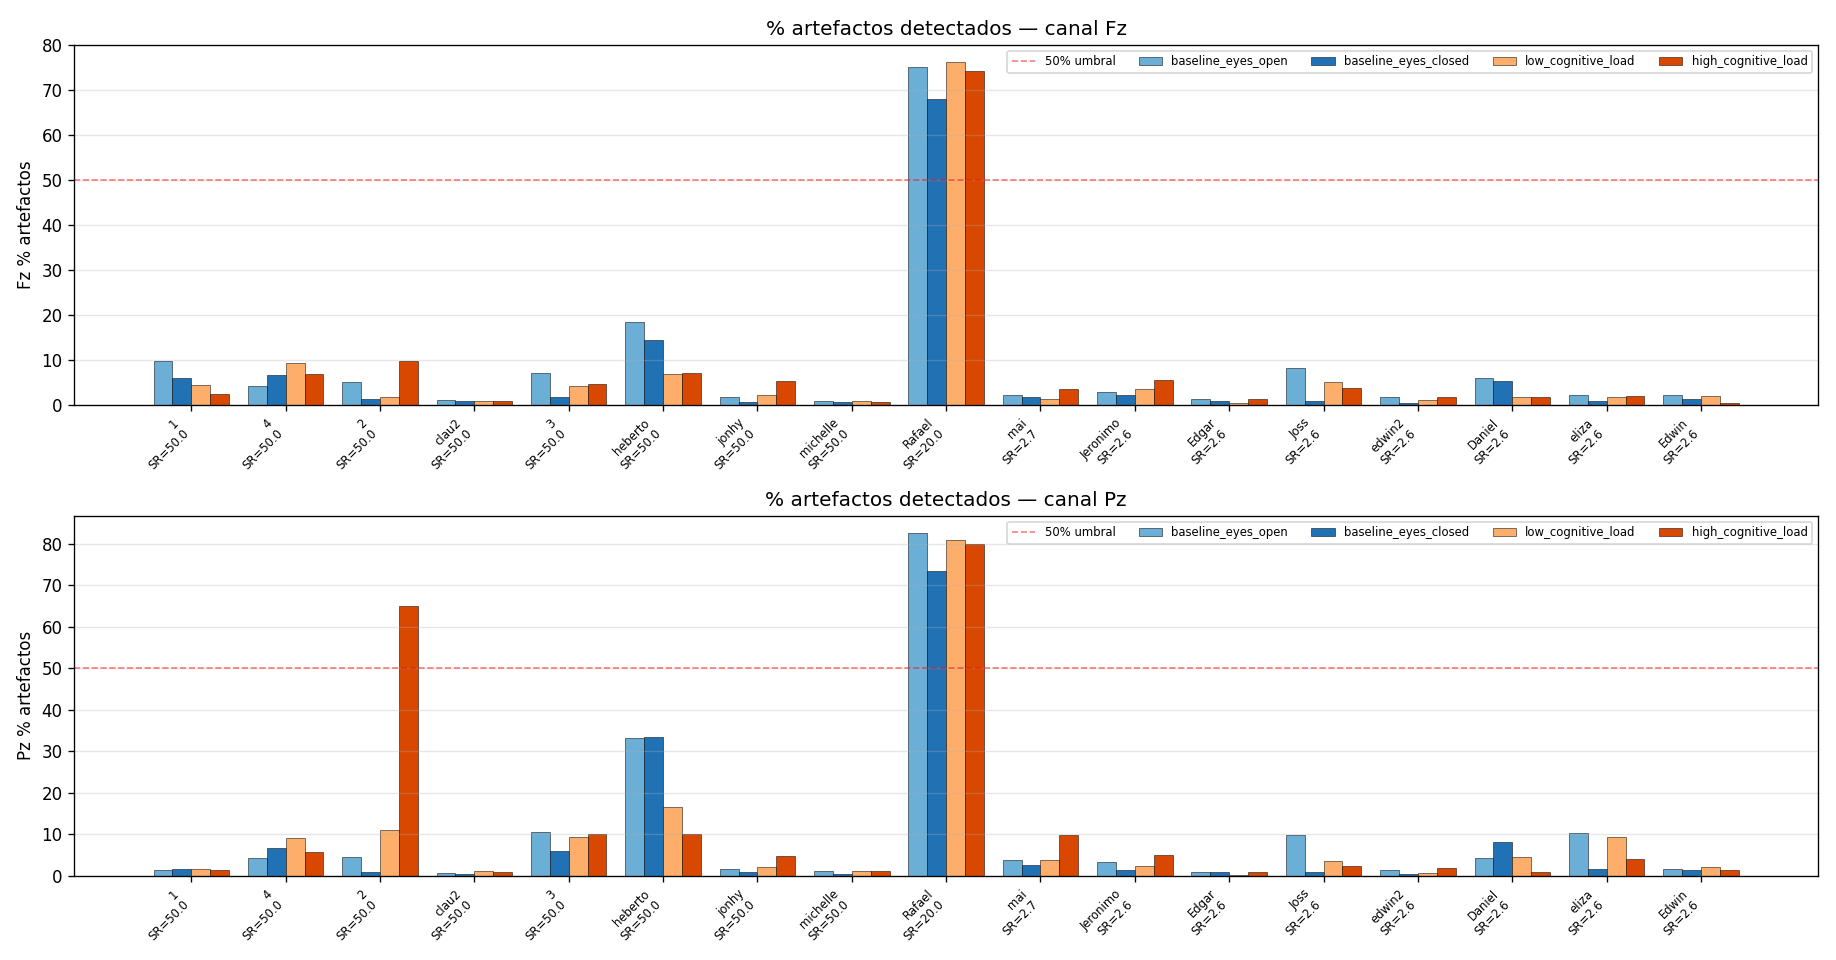 % artefactos detectados — canal Fz
50% umbral
baseline_eyes_open
baseline_eyes_closed
low_cognitive_load
high_cognitive_load
Fz % artefactos
80
70
60
50
40
30
20
10
0
1
SR=50.0
4
SR=50.0
2
SR=50.0
clau2
SR=50.0
3
SR=50.0
heberto
SR=50.0
jonhy
SR=50.0
michelle
SR=50.0
Rafael
SR=20.0
mai
SR=2.7
Jeronimo
SR=2.6
Edgar
SR=2.6
Joss
SR=2.6
edwin2
SR=2.6
Daniel
SR=2.6
eliza
SR=2.6
Edwin
SR=2.6
% artefactos detectados — canal Pz
50% umbral
baseline_eyes_open
baseline_eyes_closed
low_cognitive_load
high_cognitive_load
Pz % artefactos
80
70
60
50
40
30
20
10
0
1
SR=50.0
4
SR=50.0
2
SR=50.0
clau2
SR=50.0
3
SR=50.0
heberto
SR=50.0
jonhy
SR=50.0
michelle
SR=50.0
Rafael
SR=20.0
mai
SR=2.7
Jeronimo
SR=2.6
Edgar
SR=2.6
Joss
SR=2.6
edwin2
SR=2.6
Daniel
SR=2.6
eliza
SR=2.6
Edwin
SR=2.6